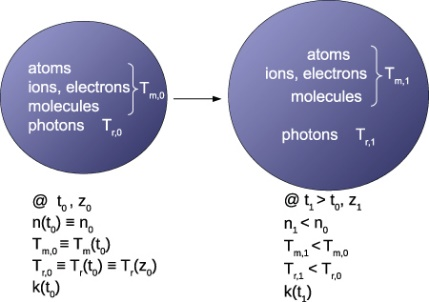 atoms
ions, electrons T_m,0
molecules
photons T_r,0
@ t_0, z_0
n(t_0) ≡ n_0
T_m,0 ≡ T_m(t_0)
T_r,0 ≡ T_r(t_0) ≡ T_r(z_0)
k(t_0)
atoms
ions, electrons T_m,1
molecules
photons T_r,1
@ t_1 > t_0, z_1
n_1 < n_0
T_m,1 < T_m,0
T_r,1 < T_r,0
k(t_1)